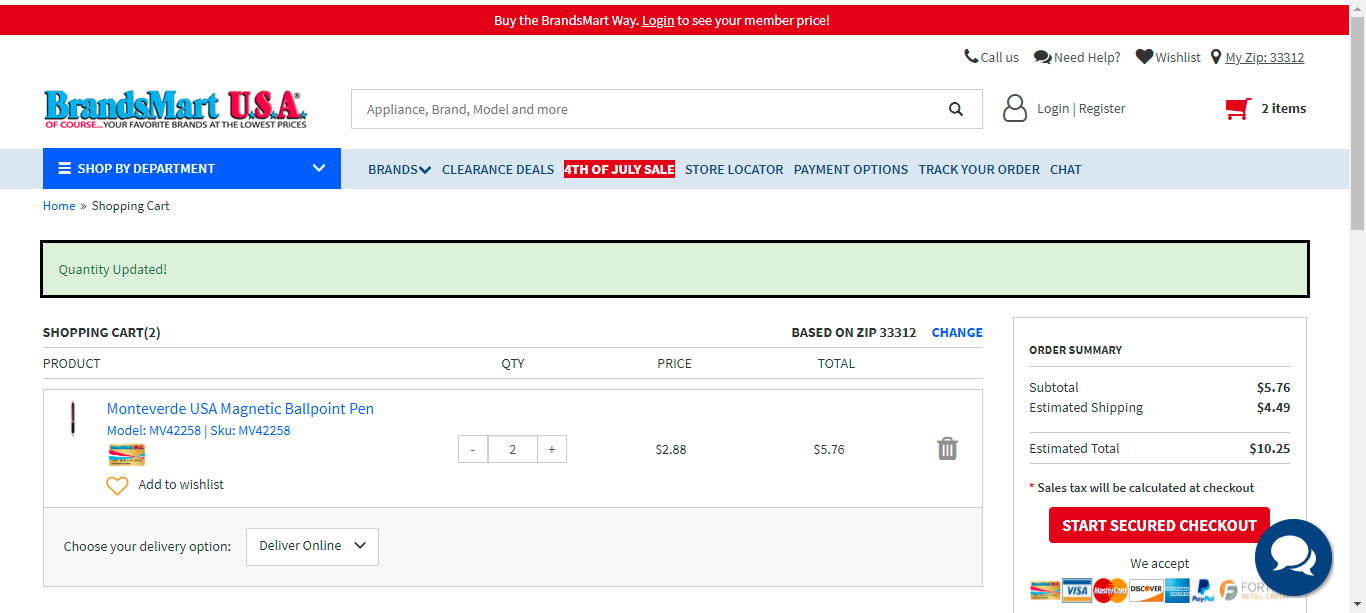 Buy the BrandsMart Way. Login to see your member price!
Call us Need Help? Wishlist My Zip: 33312
BrandsMart U.S.A.®
OF COURSE...YOUR FAVORITE BRANDS AT THE LOWEST PRICES
Appliance, Brand, Model and more
Login | Register
2 items
SHOP BY DEPARTMENT
BRANDS CLEARANCE DEALS 4TH OF JULY SALE STORE LOCATOR PAYMENT OPTIONS TRACK YOUR ORDER CHAT
Home » Shopping Cart
Quantity Updated!
SHOPPING CART(2) BASED ON ZIP 33312 CHANGE
PRODUCT QTY PRICE TOTAL
Monteverde USA Magnetic Ballpoint Pen
Model: MV42258 | Sku: MV42258
- 2 + $2.88 $5.76
Add to wishlist
Choose your delivery option: Deliver Online
ORDER SUMMARY
Subtotal $5.76
Estimated Shipping $4.49
Estimated Total $10.25
* Sales tax will be calculated at checkout
START SECURED CHECKOUT
We accept
VISA MasterCard DISCOVER PayPal